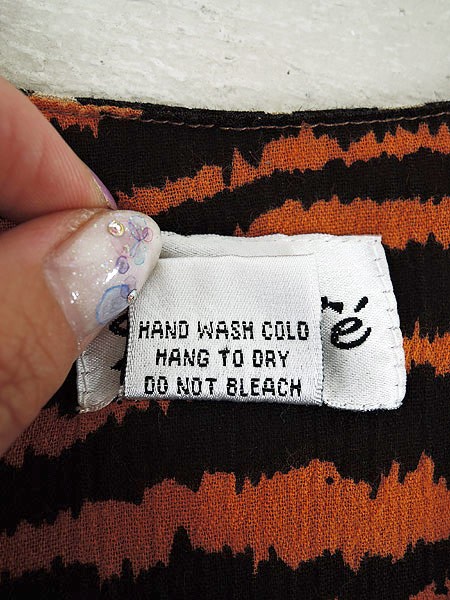 HAND WASH COLD
HANG TO DRY
DO NOT BLEACH